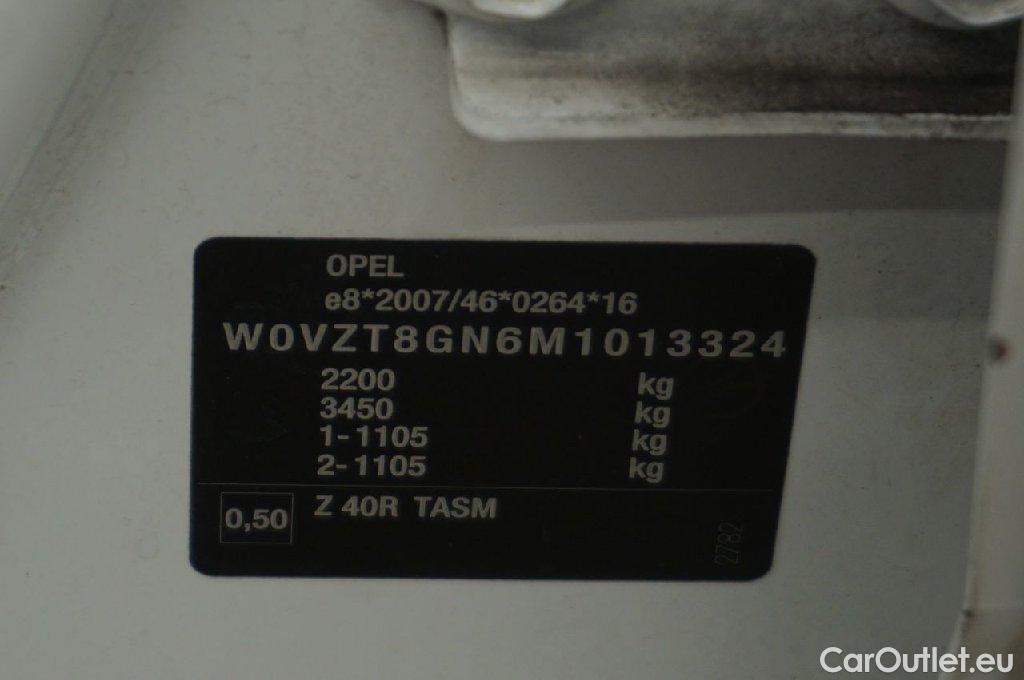 OPEL
e8*2007/46*0264*16
W0VZT8GN6M1013324
2200 kg
3450 kg
1-1105 kg
2-1105 kg
0,50 Z 40R TASM
2782
CarOutlet.eu